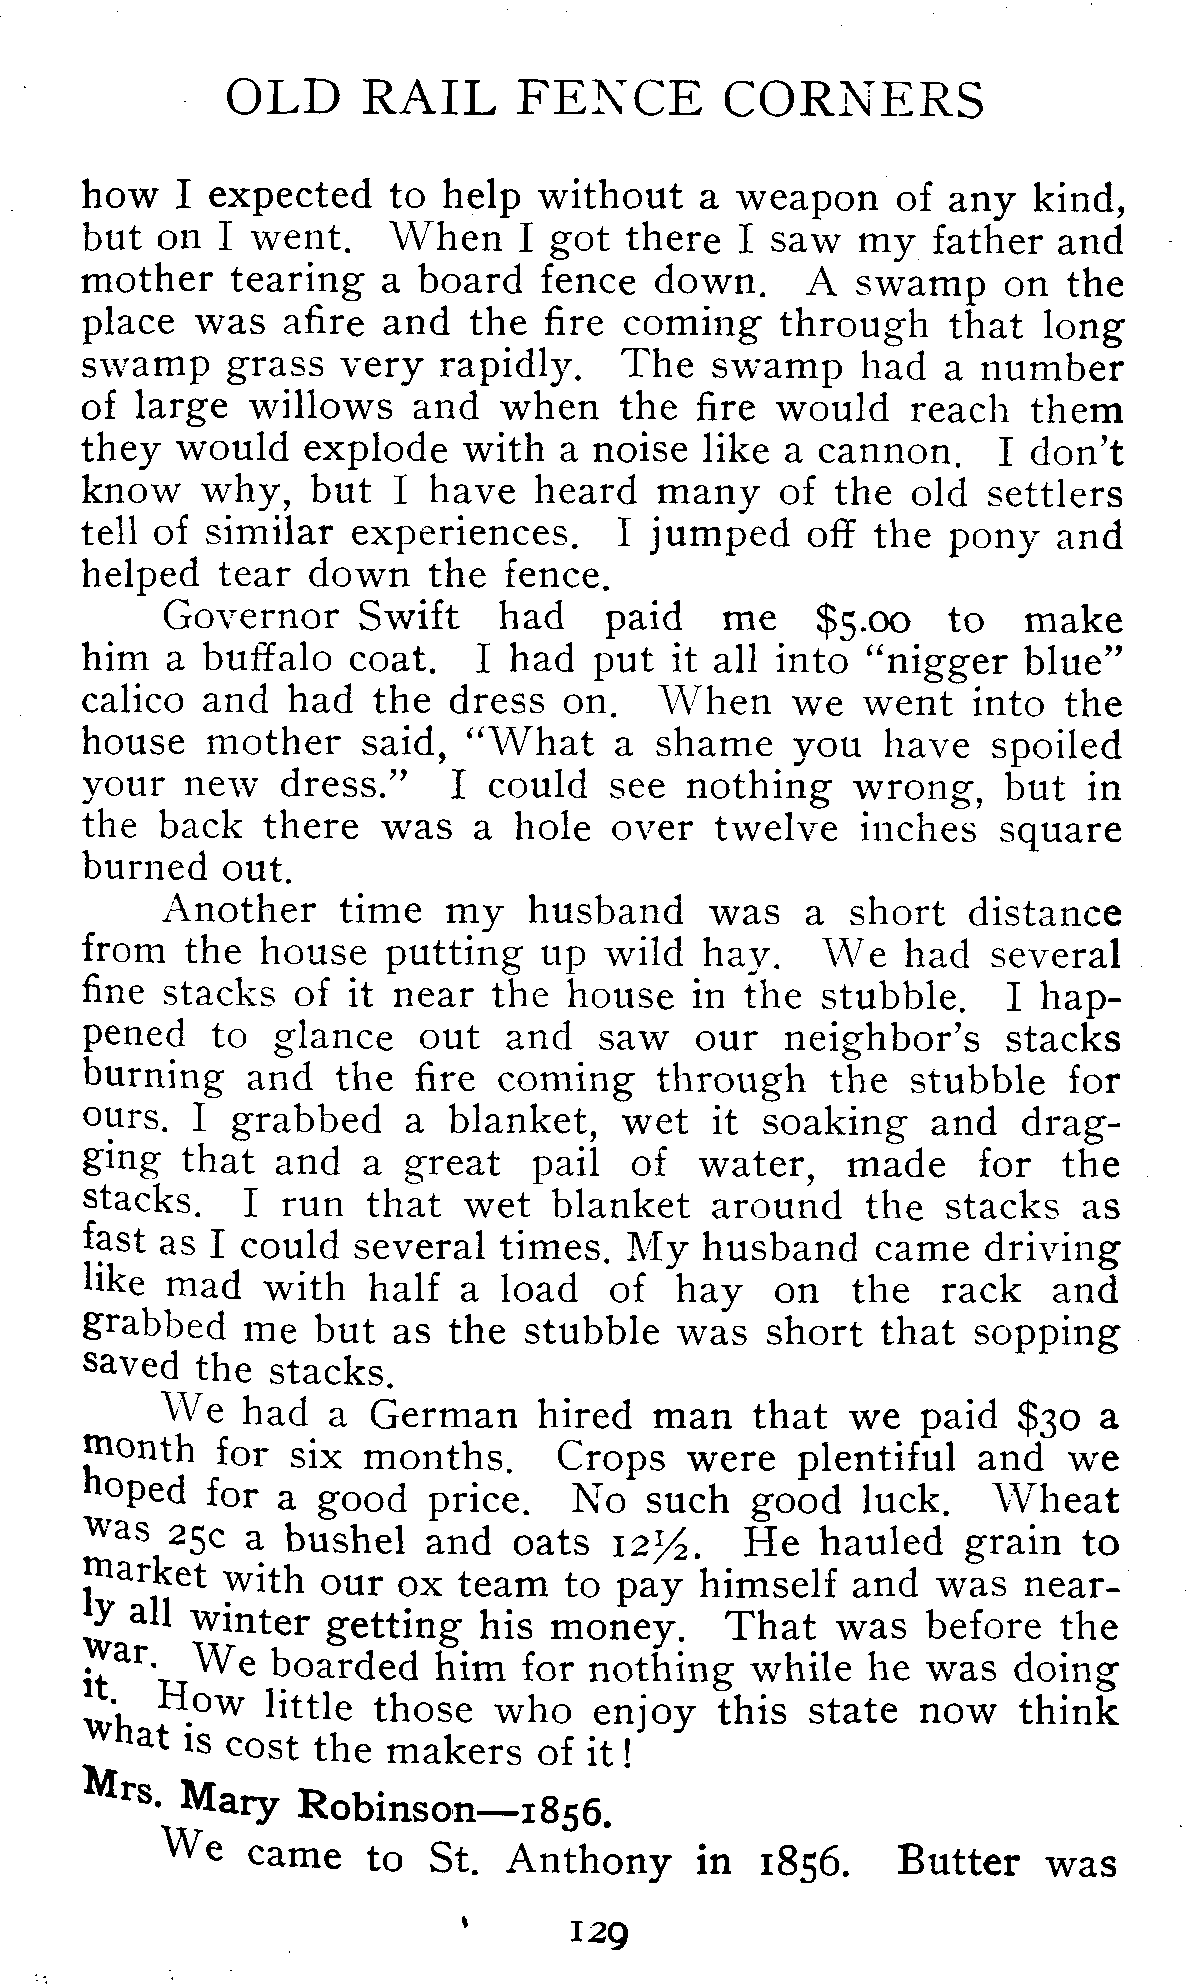 OLD RAIL FENCE CORNERS
how I expected to help without a weapon of any kind,
but on I went. When I got there I saw my father and
mother tearing a board fence down. A swamp on the
place was afire and the fire coming through that long
swamp grass very rapidly. The swamp had a number
of large willows and when the fire would reach them
they would explode with a noise like a cannon. I don't
know why, but I have heard many of the old settlers
tell of similar experiences. I jumped off the pony and
helped tear down the fence.
Governor Swift had paid me $5.00 to make
him a buffalo coat. I had put it all into "nigger blue"
calico and had the dress on. When we went into the
house mother said, "What a shame you have spoiled
your new dress." I could see nothing wrong, but in
the back there was a hole over twelve inches square
burned out.
Another time my husband was a short distance
from the house putting up wild hay. We had several
fine stacks of it near the house in the stubble. I hap-
pened to glance out and saw our neighbor's stacks
burning and the fire coming through the stubble for
ours. I grabbed a blanket, wet it soaking and drag-
ging that and a great pail of water, made for the
stacks. I run that wet blanket around the stacks as
fast as I could several times. My husband came driving
like mad with half a load of hay on the rack and
grabbed me but as the stubble was short that sopping
saved the stacks.
We had a German hired man that we paid $30 a
month for six months. Crops were plentiful and we
hoped for a good price. No such good luck. Wheat
was 25c a bushel and oats 12½. He hauled grain to
market with our ox team to pay himself and was near-
ly all winter getting his money. That was before the
war. We boarded him for nothing while he was doing
it. How little those who enjoy this state now think
what is cost the makers of it!
Mrs. Mary Robinson—1856.
We came to St. Anthony in 1856. Butter was
129